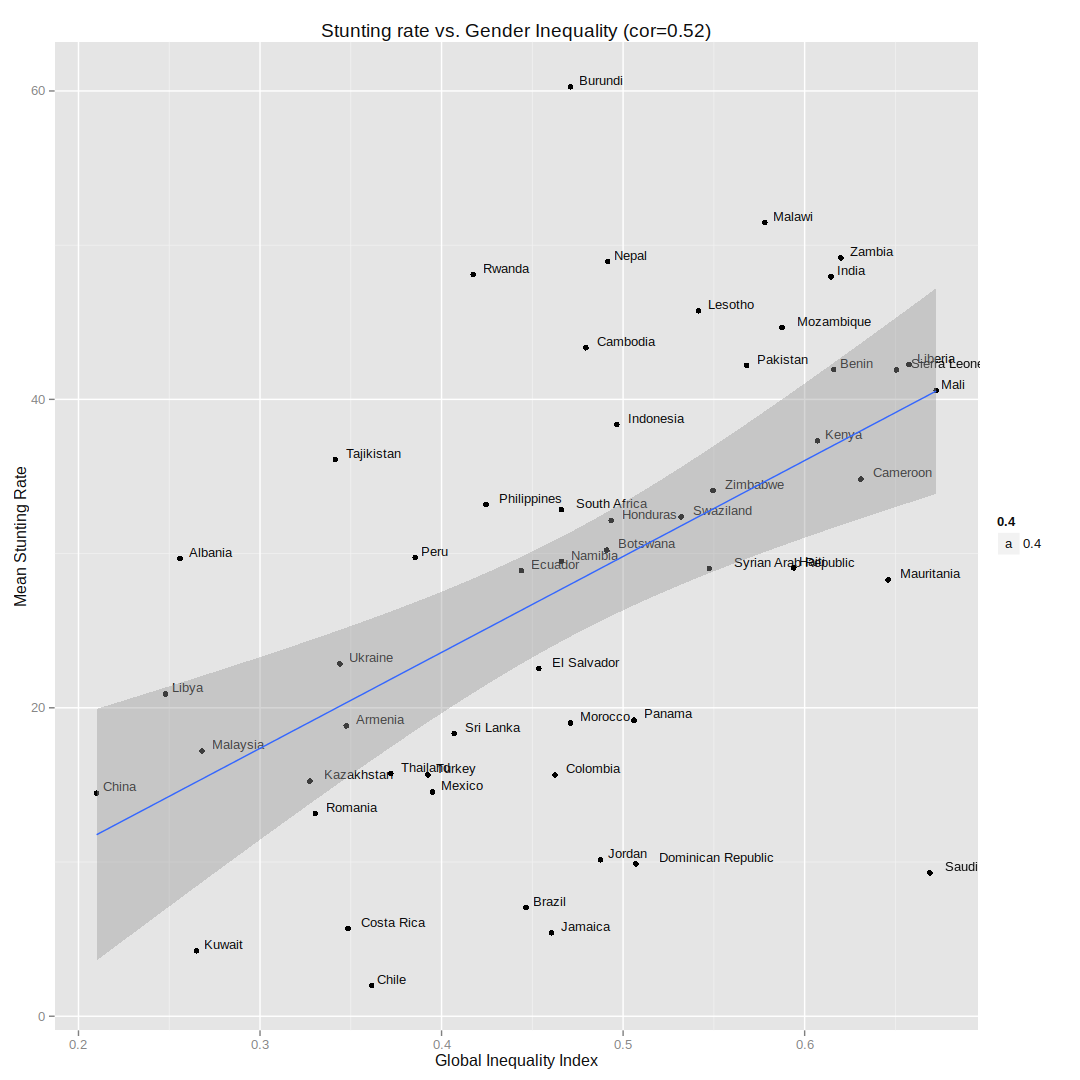 Stunting rate vs. Gender Inequality (cor=0.52)
Mean Stunting Rate
60
40
20
0
Burundi
Malawi
Zambia
Nepal
India
Rwanda
Lesotho
Mozambique
Cambodia
Pakistan
Liberia
Benin
Sierra Leone
Mali
Indonesia
Kenya
Tajikistan
Cameroon
Zimbabwe
Philippines
South Africa
Swaziland
Honduras
Botswana
Albania
Peru
Namibia
Ecuador
Syrian Arab Republic
Haiti
Mauritania
Ukraine
El Salvador
Libya
Panama
Morocco
Armenia
Sri Lanka
Malaysia
Thailand
Turkey
Colombia
Kazakhstan
Mexico
China
Romania
Jordan
Dominican Republic
Saudi
Brazil
Costa Rica
Jamaica
Kuwait
Chile
0.4
a 0.4
0.2 0.3 0.4 0.5 0.6
Global Inequality Index